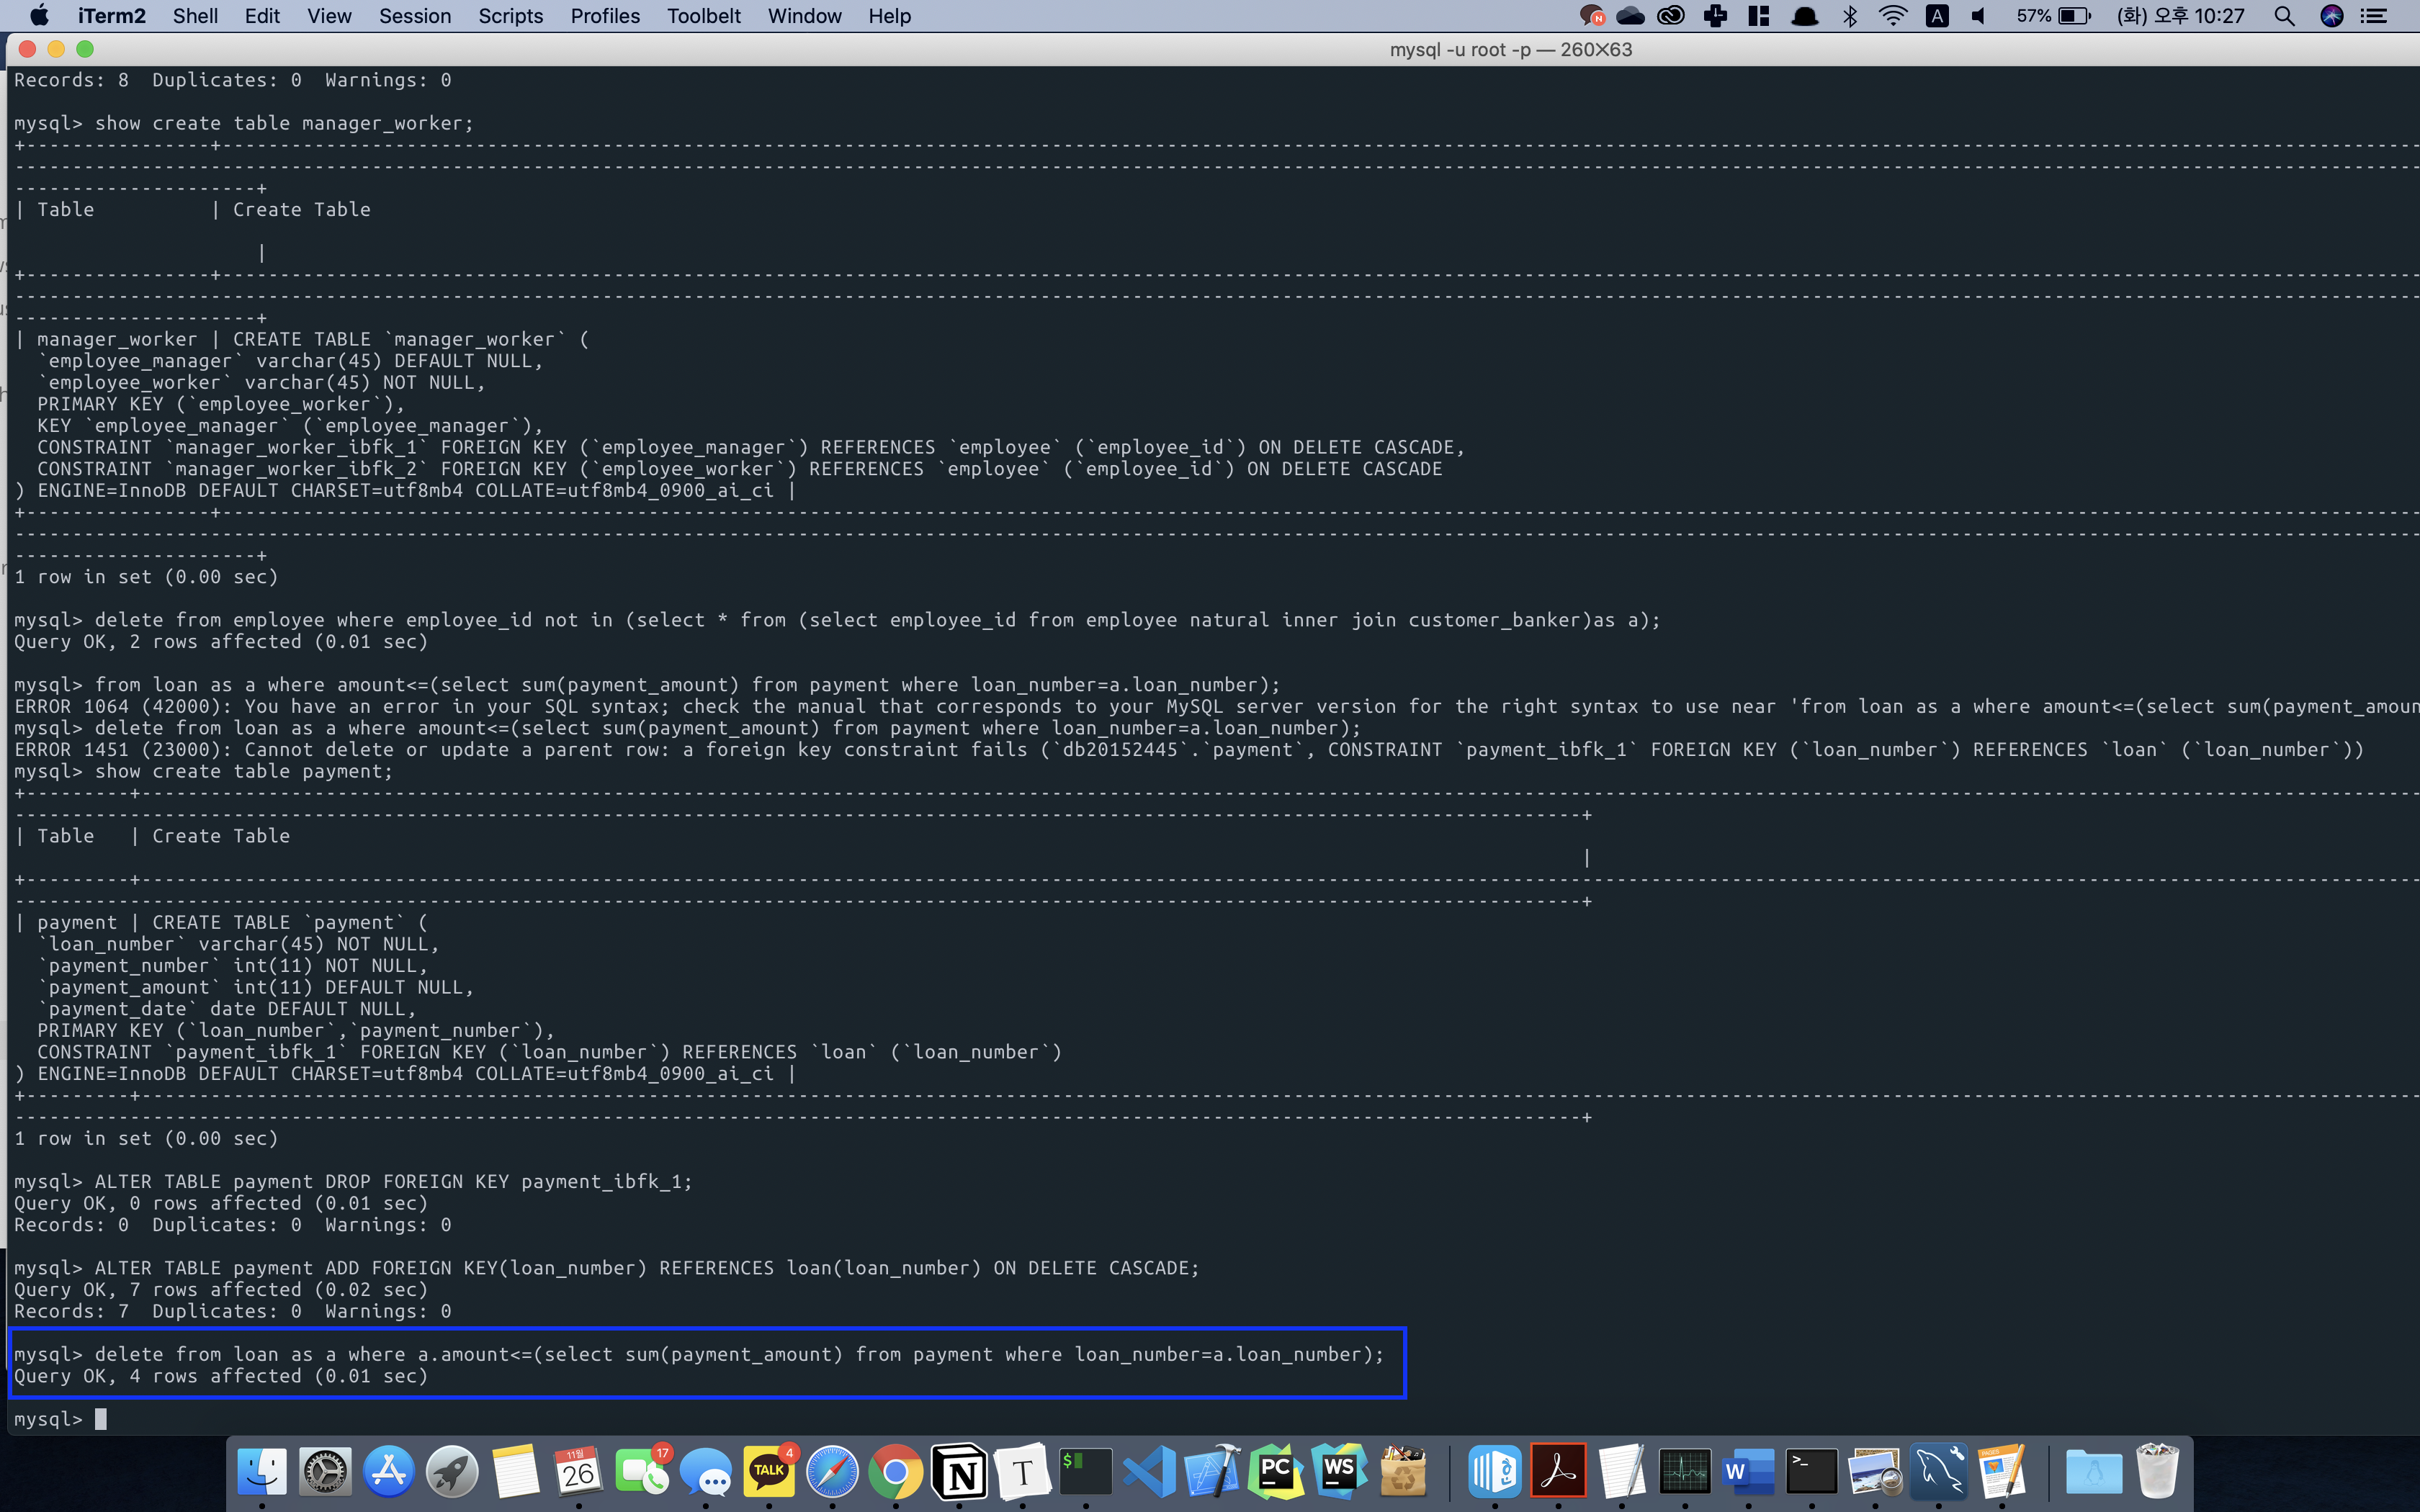 iTerm2 Shell Edit View Session Scripts Profiles Toolbelt Window Help A 57% (화) 오후 10:27
mysql -u root -p — 260×63
Records: 8  Duplicates: 0  Warnings: 0
mysql> show create table manager_worker;
| Table          | Create Table
|
| manager_worker | CREATE TABLE `manager_worker` (
  `employee_manager` varchar(45) DEFAULT NULL,
  `employee_worker` varchar(45) NOT NULL,
  PRIMARY KEY (`employee_worker`),
  KEY `employee_manager` (`employee_manager`),
  CONSTRAINT `manager_worker_ibfk_1` FOREIGN KEY (`employee_manager`) REFERENCES `employee` (`employee_id`) ON DELETE CASCADE,
  CONSTRAINT `manager_worker_ibfk_2` FOREIGN KEY (`employee_worker`) REFERENCES `employee` (`employee_id`) ON DELETE CASCADE
) ENGINE=InnoDB DEFAULT CHARSET=utf8mb4 COLLATE=utf8mb4_0900_ai_ci |
1 row in set (0.00 sec)
mysql> delete from employee where employee_id not in (select * from (select employee_id from employee natural inner join customer_banker)as a);
Query OK, 2 rows affected (0.01 sec)
mysql> from loan as a where amount<=(select sum(payment_amount) from payment where loan_number=a.loan_number);
ERROR 1064 (42000): You have an error in your SQL syntax; check the manual that corresponds to your MySQL server version for the right syntax to use near 'from loan as a where amount<=(select sum(payment_amoun
mysql> delete from loan as a where amount<=(select sum(payment_amount) from payment where loan_number=a.loan_number);
ERROR 1451 (23000): Cannot delete or update a parent row: a foreign key constraint fails (`db20152445`.`payment`, CONSTRAINT `payment_ibfk_1` FOREIGN KEY (`loan_number`) REFERENCES `loan` (`loan_number`))
mysql> show create table payment;
| Table   | Create Table
|
| payment | CREATE TABLE `payment` (
  `loan_number` varchar(45) NOT NULL,
  `payment_number` int(11) NOT NULL,
  `payment_amount` int(11) DEFAULT NULL,
  `payment_date` date DEFAULT NULL,
  PRIMARY KEY (`loan_number`,`payment_number`),
  CONSTRAINT `payment_ibfk_1` FOREIGN KEY (`loan_number`) REFERENCES `loan` (`loan_number`)
) ENGINE=InnoDB DEFAULT CHARSET=utf8mb4 COLLATE=utf8mb4_0900_ai_ci |
1 row in set (0.00 sec)
mysql> ALTER TABLE payment DROP FOREIGN KEY payment_ibfk_1;
Query OK, 0 rows affected (0.01 sec)
Records: 0  Duplicates: 0  Warnings: 0
mysql> ALTER TABLE payment ADD FOREIGN KEY(loan_number) REFERENCES loan(loan_number) ON DELETE CASCADE;
Query OK, 7 rows affected (0.02 sec)
Records: 7  Duplicates: 0  Warnings: 0
mysql> delete from loan as a where a.amount<=(select sum(payment_amount) from payment where loan_number=a.loan_number);
Query OK, 4 rows affected (0.01 sec)
mysql>
11월 17 4
26 TALK N T $ PC WS W >_